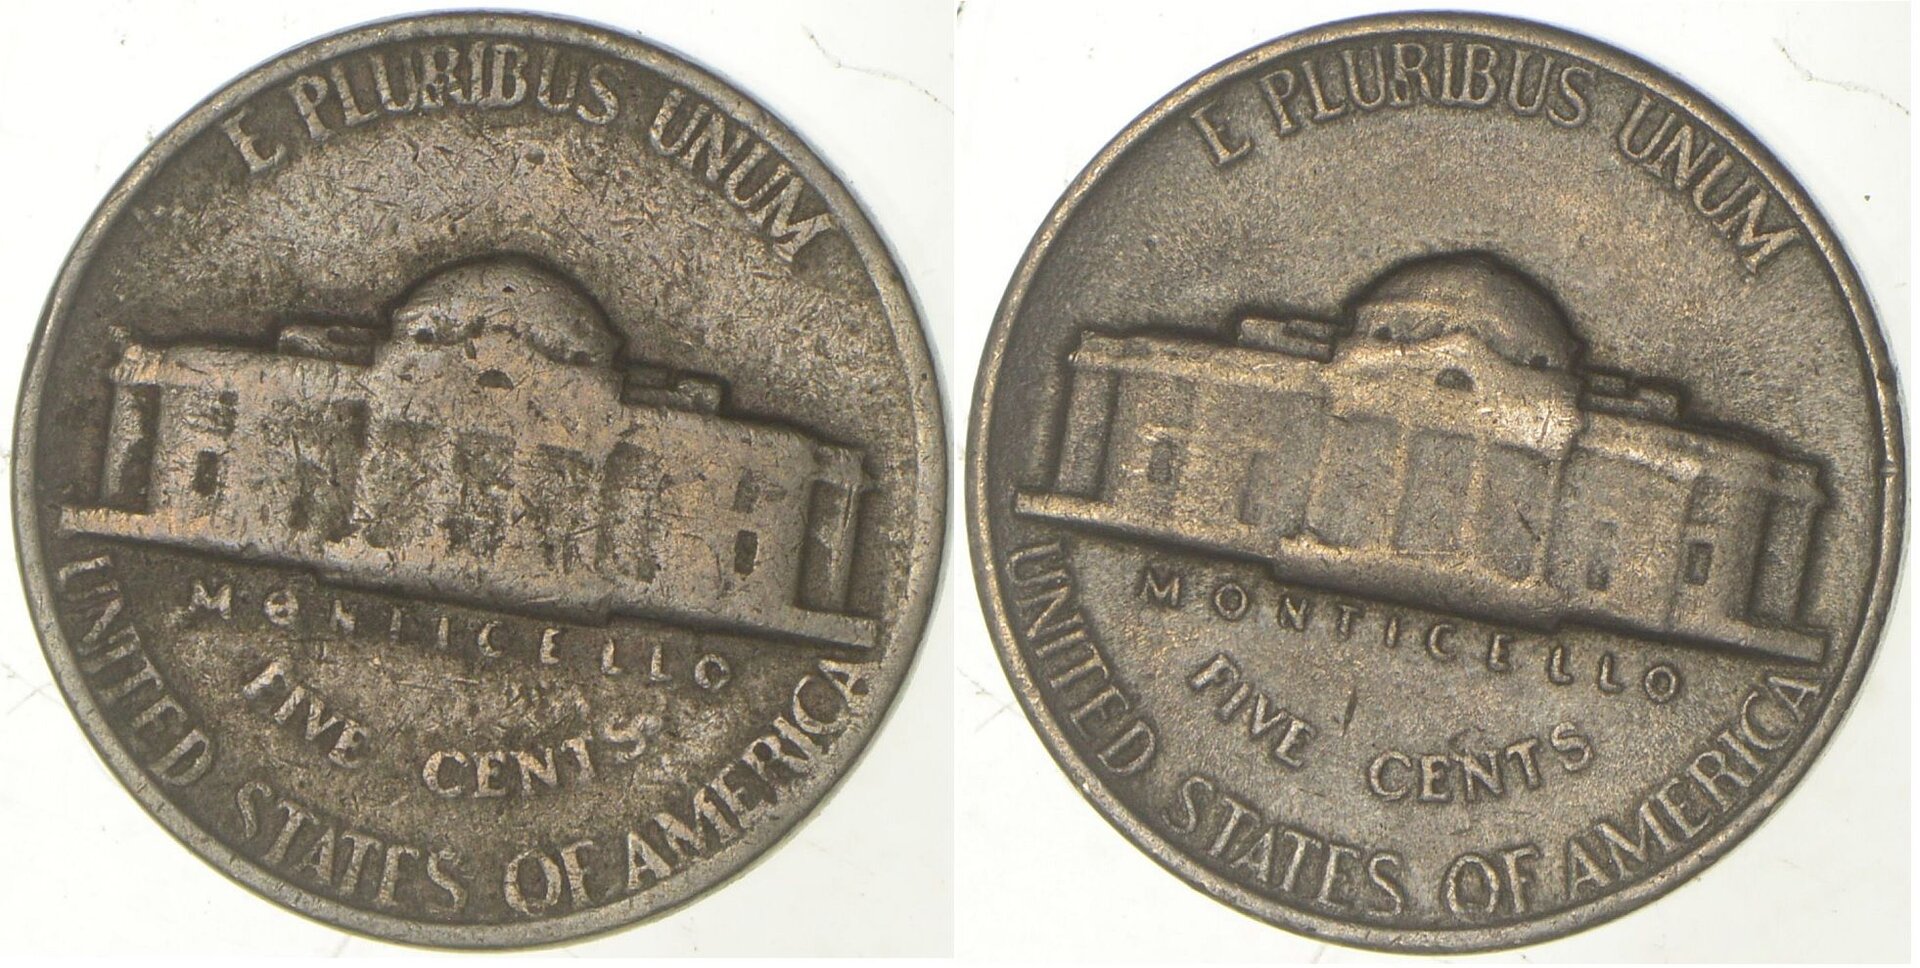 E PLURIBUS UNUM
MONTICELLO
FIVE CENTS
UNITED STATES OF AMERICA
E PLURIBUS UNUM
MONTICELLO
FIVE CENTS
UNITED STATES OF AMERICA